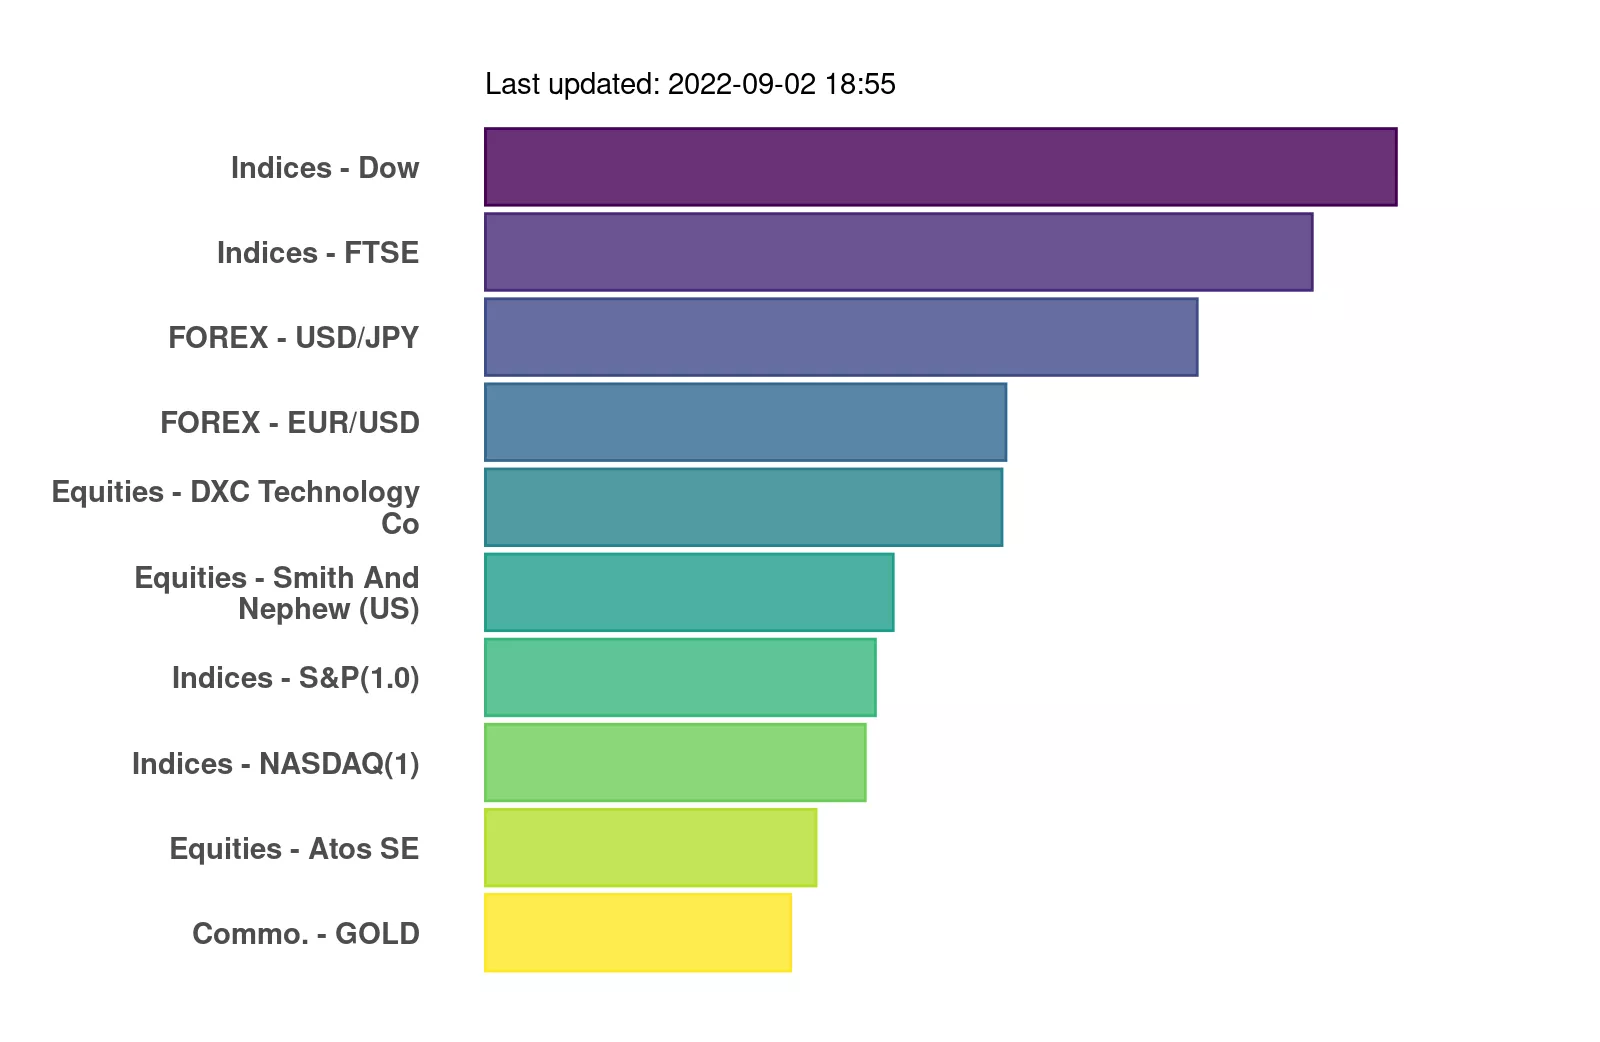 Last updated: 2022-09-02 18:55
Indices - Dow
Indices - FTSE
FOREX - USD/JPY
FOREX - EUR/USD
Equities - DXC Technology
Co
Equities - Smith And
Nephew (US)
Indices - S&P(1.0)
Indices - NASDAQ(1)
Equities - Atos SE
Commo. - GOLD